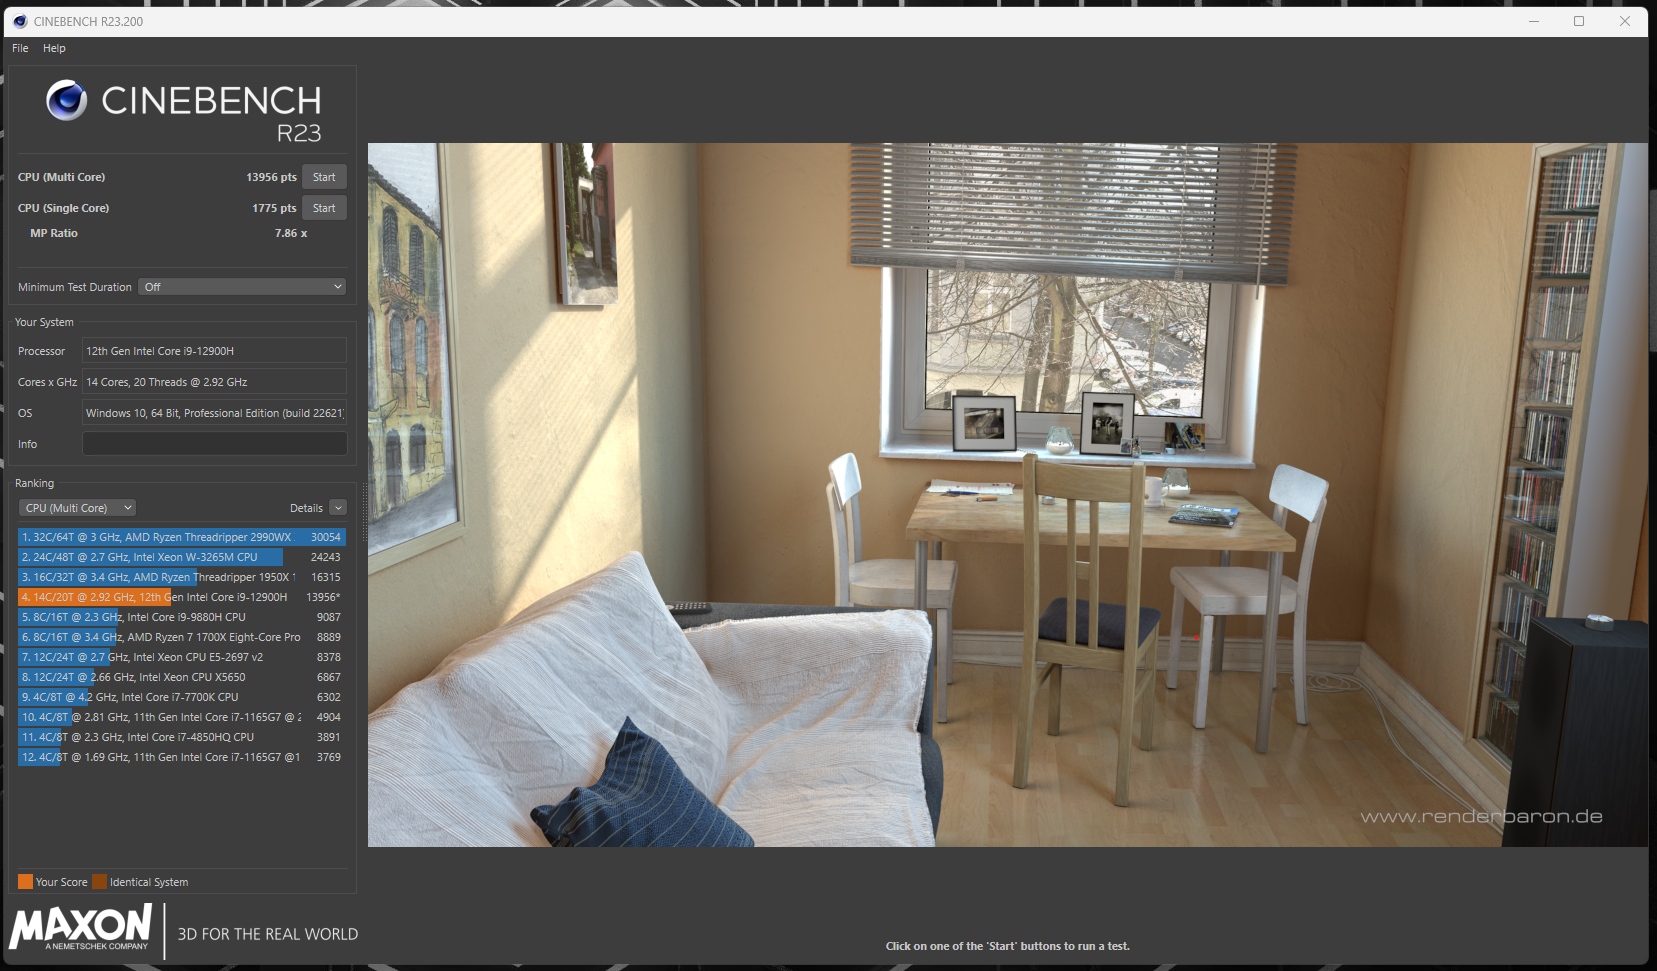 CINEBENCH R23.200
File Help
CINEBENCH
R23
CPU (Multi Core) 13956 pts Start
CPU (Single Core) 1775 pts Start
MP Ratio 7.86 x
Minimum Test Duration Off
Your System
Processor 12th Gen Intel Core i9-12900H
Cores x GHz 14 Cores, 20 Threads @ 2.92 GHz
OS Windows 10, 64 Bit, Professional Edition (build 22621)
Info
Ranking
CPU (Multi Core) Details
1. 32C/64T @ 3 GHz, AMD Ryzen Threadripper 2990WX 30054
2. 24C/48T @ 2.7 GHz, Intel Xeon W-3265M CPU 24243
3. 16C/32T @ 3.4 GHz, AMD Ryzen Threadripper 1950X 1 16315
4. 14C/20T @ 2.92 GHz, 12th Gen Intel Core i9-12900H 13956*
5. 8C/16T @ 2.3 GHz, Intel Core i9-9880H CPU 9087
6. 8C/16T @ 3.4 GHz, AMD Ryzen 7 1700X Eight-Core Pro 8889
7. 12C/24T @ 2.7 GHz, Intel Xeon CPU E5-2697 v2 8378
8. 12C/24T @ 2.66 GHz, Intel Xeon CPU X5650 6867
9. 4C/8T @ 4.2 GHz, Intel Core i7-7700K CPU 6302
10. 4C/8T @ 2.81 GHz, 11th Gen Intel Core i7-1165G7 @ 2 4904
11. 4C/8T @ 2.3 GHz, Intel Core i7-4850HQ CPU 3891
12. 4C/8T @ 1.69 GHz, 11th Gen Intel Core i7-1165G7 @1 3769
Your Score Identical System
MAXON
A NEMETSCHEK COMPANY
3D FOR THE REAL WORLD
www.renderbaron.de
Click on one of the 'Start' buttons to run a test.